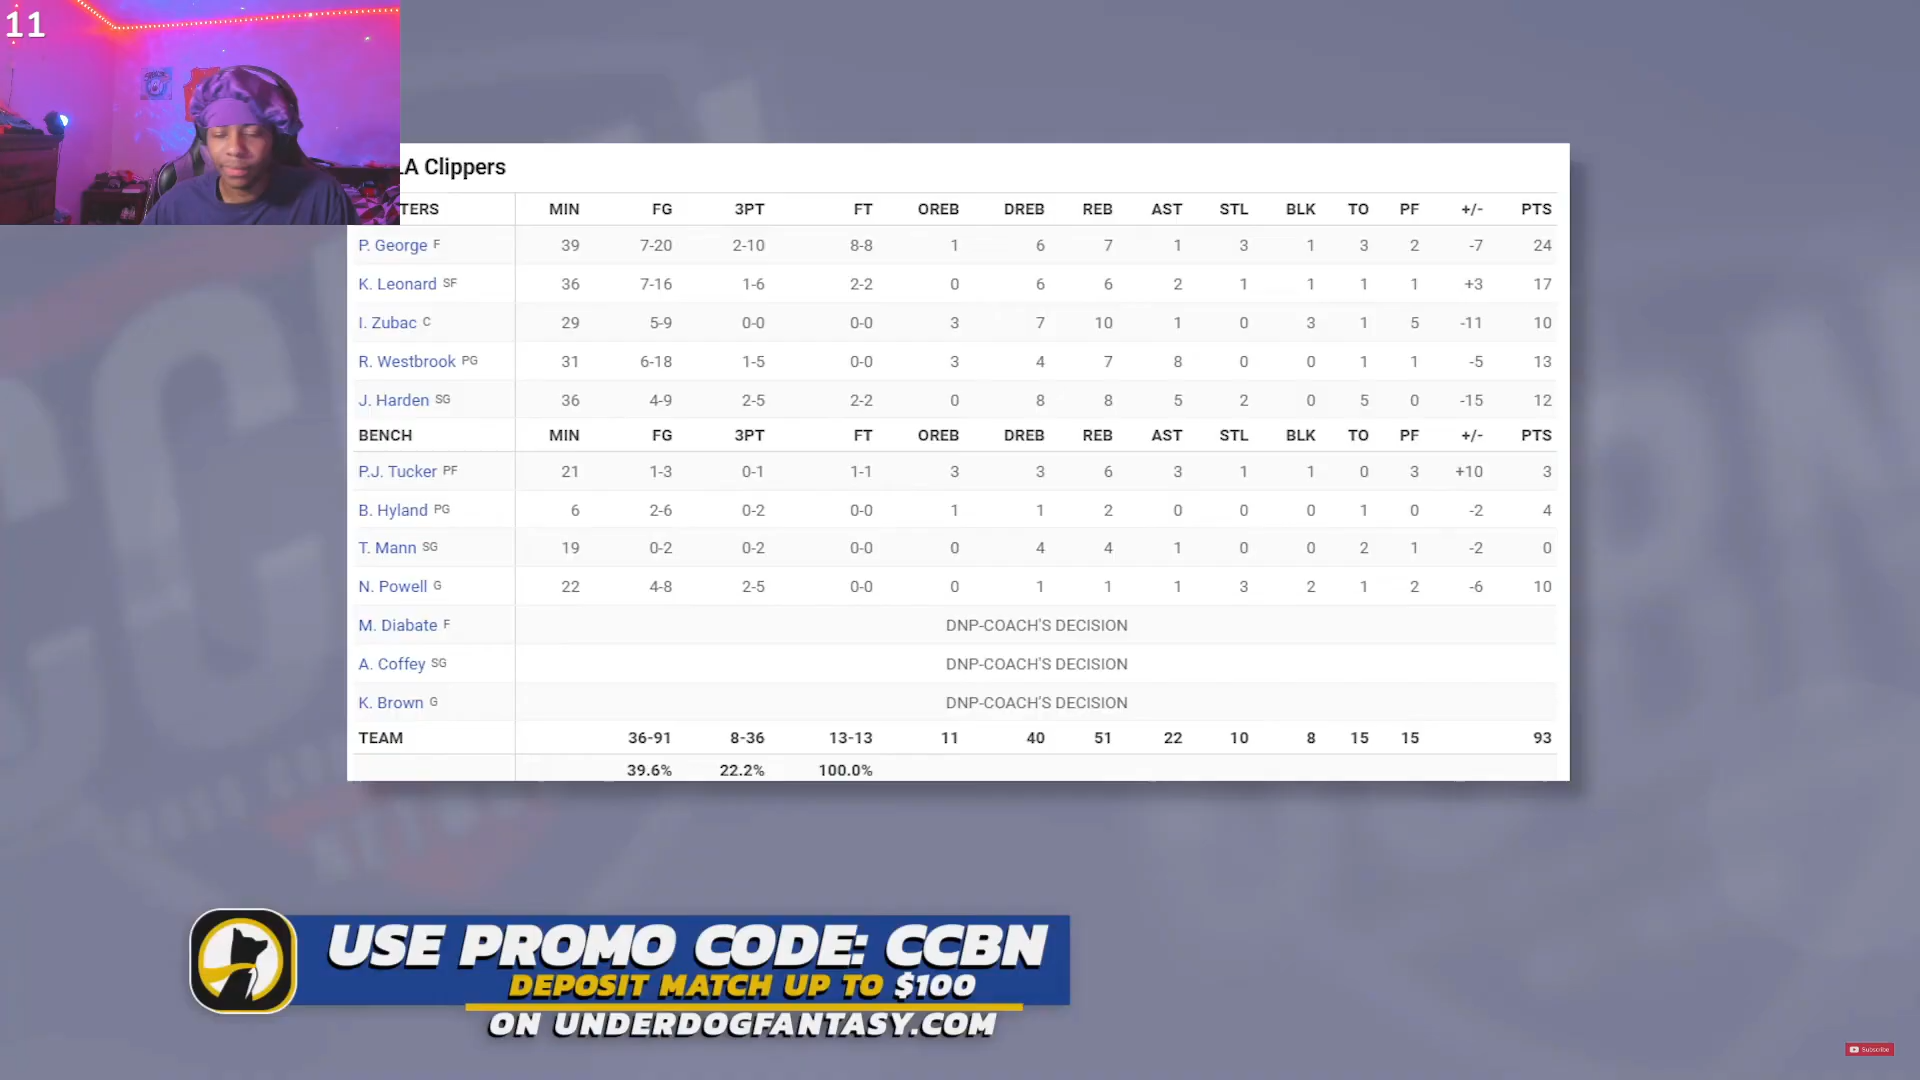 11
LA Clippers
TERS MIN FG 3PT FT OREB DREB REB AST STL BLK TO PF +/- PTS
P. George F 39 7-20 2-10 8-8 1 6 7 1 3 1 3 2 -7 24
K. Leonard SF 36 7-16 1-6 2-2 0 6 6 2 1 1 1 1 +3 17
I. Zubac C 29 5-9 0-0 0-0 3 7 10 1 0 3 1 5 -11 10
R. Westbrook PG 31 6-18 1-5 0-0 3 4 7 8 0 0 1 1 -5 13
J. Harden SG 36 4-9 2-5 2-2 0 8 8 5 2 0 5 0 -15 12
BENCH MIN FG 3PT FT OREB DREB REB AST STL BLK TO PF +/- PTS
P.J. Tucker PF 21 1-3 0-1 1-1 3 3 6 3 1 1 0 3 +10 3
B. Hyland PG 6 2-6 0-2 0-0 1 1 2 0 0 0 1 0 -2 4
T. Mann SG 19 0-2 0-2 0-0 0 4 4 1 0 0 2 1 -2 0
N. Powell G 22 4-8 2-5 0-0 0 1 1 1 3 2 1 2 -6 10
M. Diabate F DNP-COACH'S DECISION
A. Coffey SG DNP-COACH'S DECISION
K. Brown G DNP-COACH'S DECISION
TEAM 36-91 8-36 13-13 11 40 51 22 10 8 15 15 93
39.6% 22.2% 100.0%
USE PROMO CODE: CCBN
DEPOSIT MATCH UP TO $100
ON UNDERDOGFANTASY.COM
Subscribe